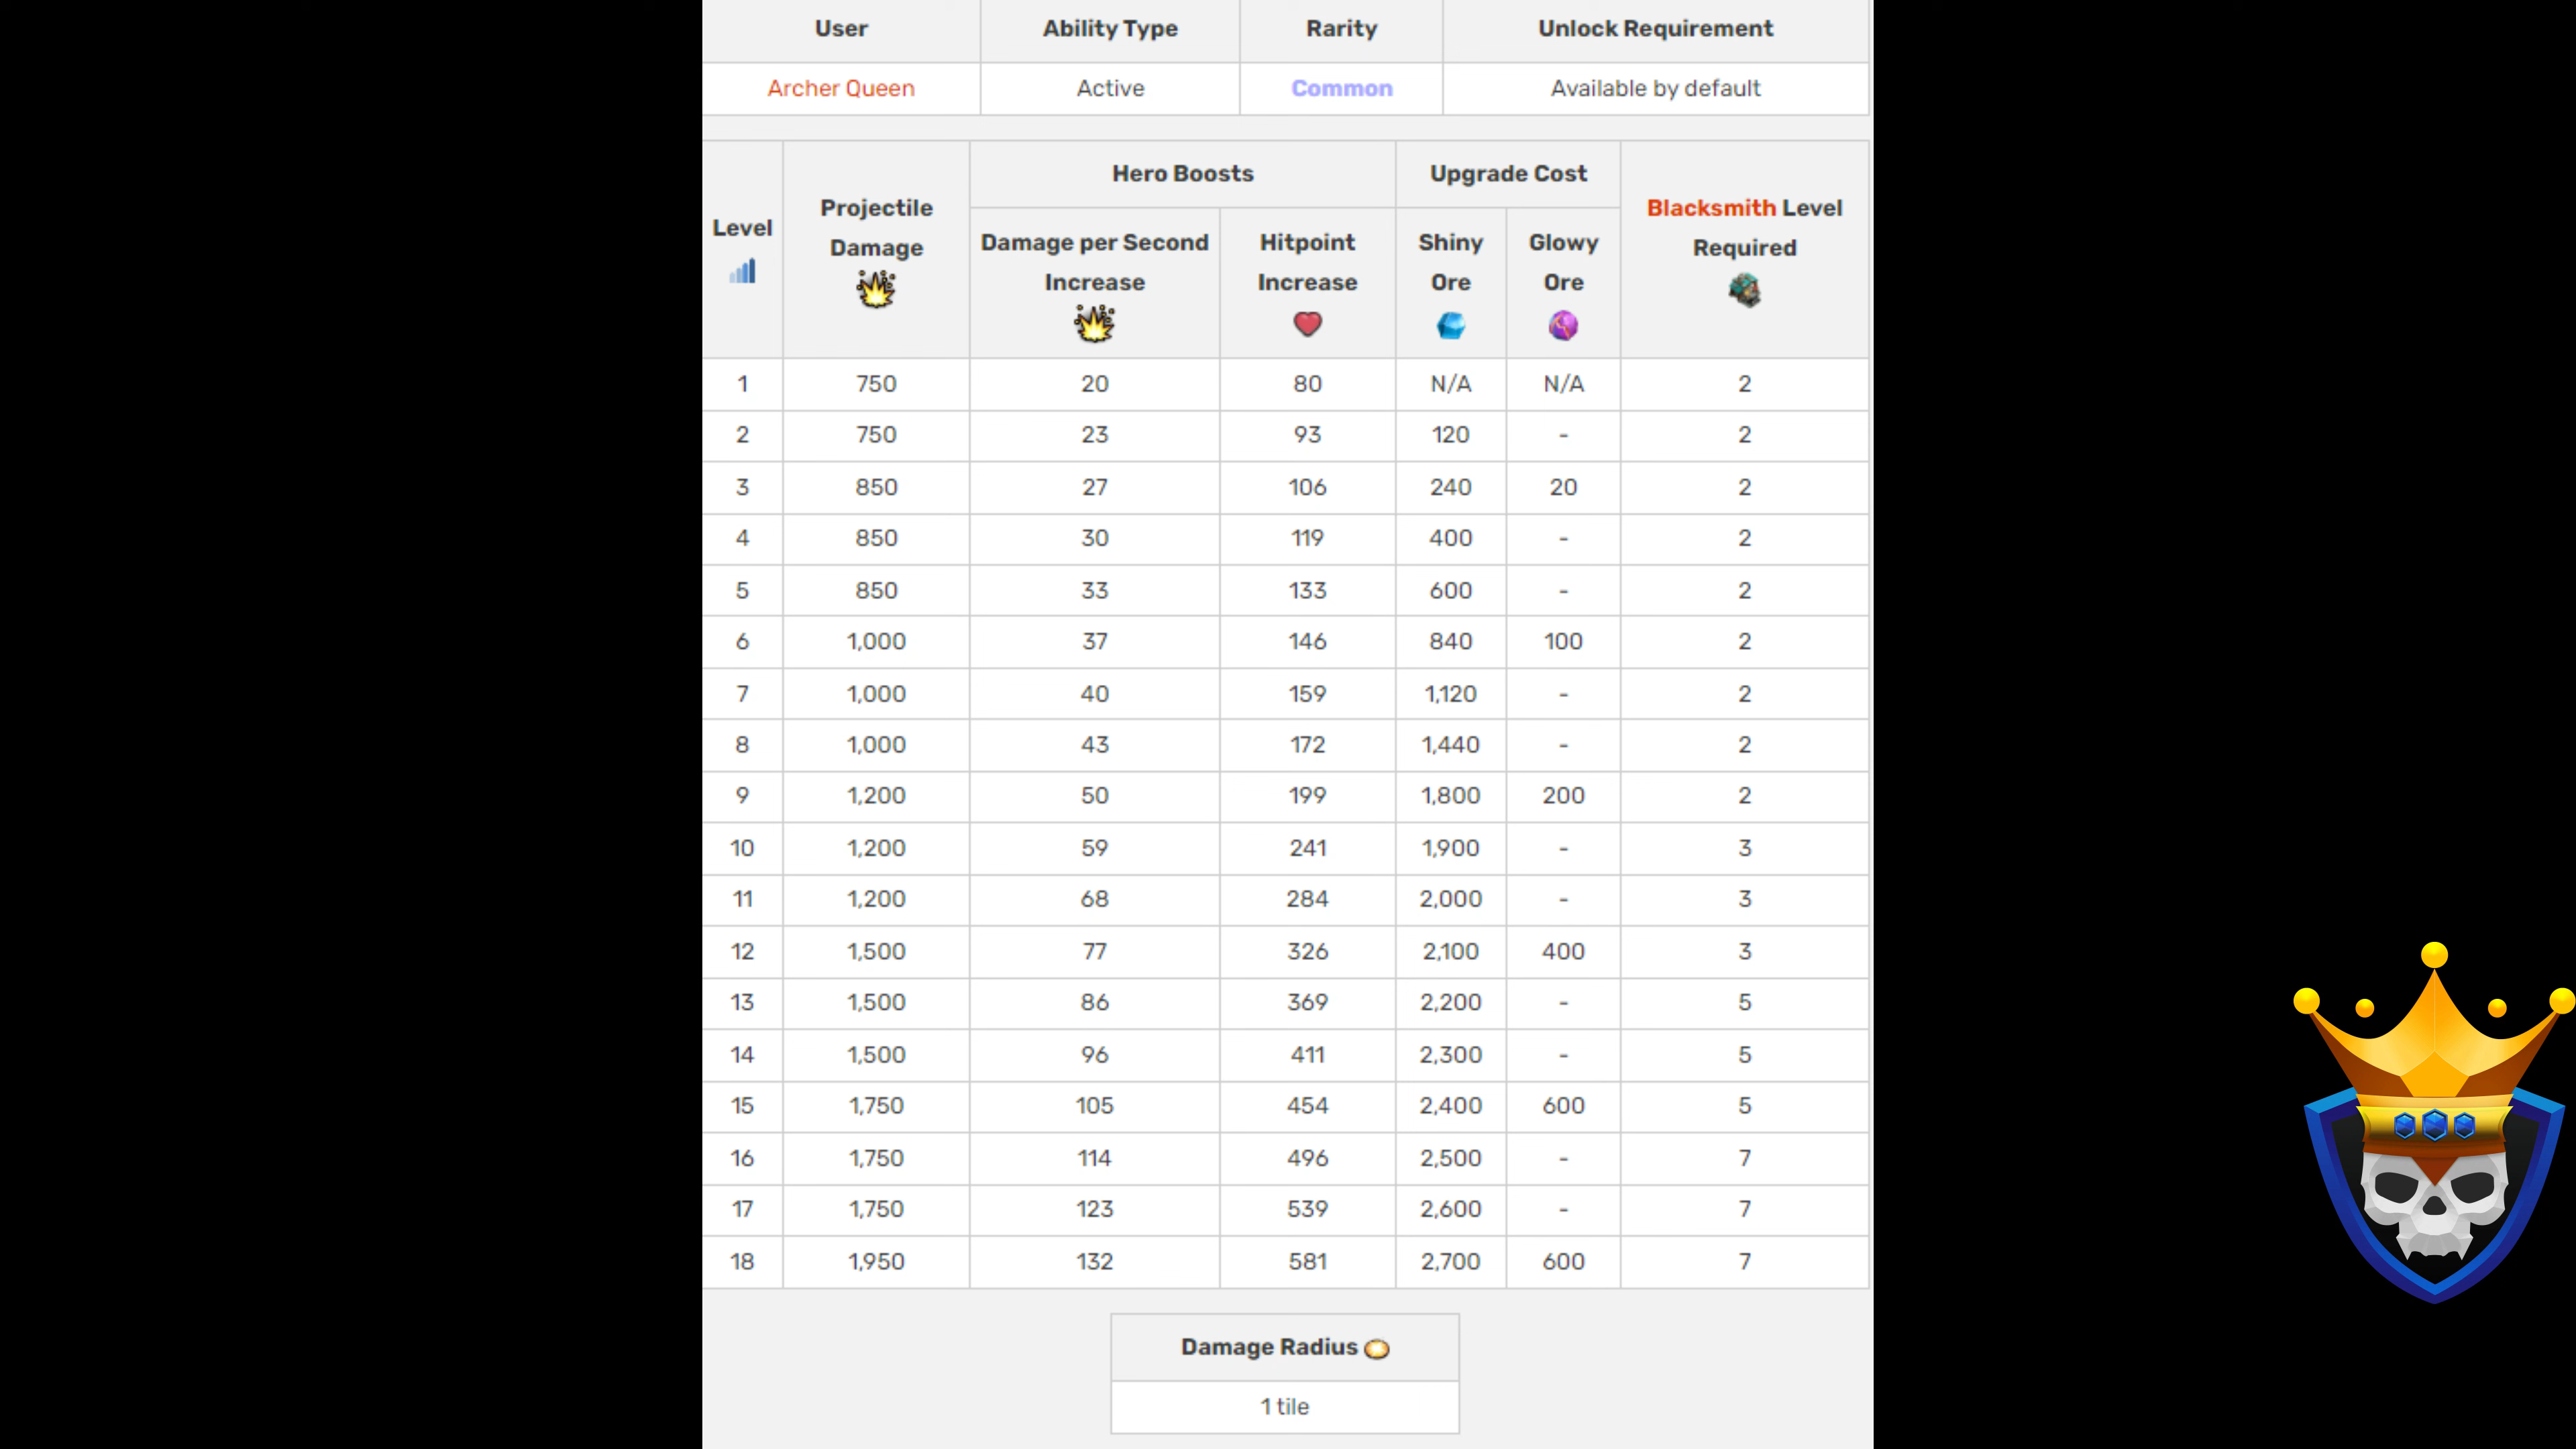 User Ability Type Rarity Unlock Requirement
Archer Queen Active Common Available by default
Level Projectile Damage Hero Boosts Upgrade Cost Blacksmith Level Required
Damage per Second Increase Hitpoint Increase Shiny Ore Glowy Ore
1 750 20 80 N/A N/A 2
2 750 23 93 120 - 2
3 850 27 106 240 20 2
4 850 30 119 400 - 2
5 850 33 133 600 - 2
6 1,000 37 146 840 100 2
7 1,000 40 159 1,120 - 2
8 1,000 43 172 1,440 - 2
9 1,200 50 199 1,800 200 2
10 1,200 59 241 1,900 - 3
11 1,200 68 284 2,000 - 3
12 1,500 77 326 2,100 400 3
13 1,500 86 369 2,200 - 5
14 1,500 96 411 2,300 - 5
15 1,750 105 454 2,400 600 5
16 1,750 114 496 2,500 - 7
17 1,750 123 539 2,600 - 7
18 1,950 132 581 2,700 600 7
Damage Radius
1 tile